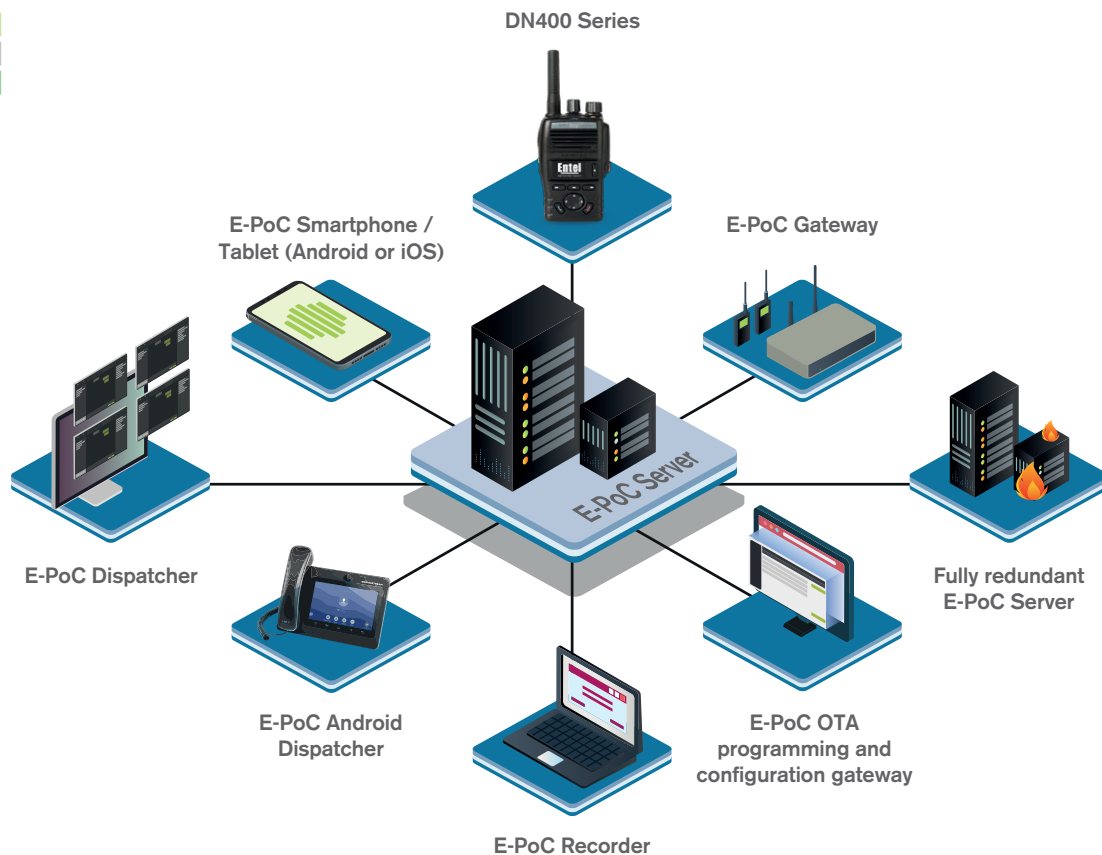 DN400 Series
Entel
E-PoC Smartphone /
Tablet (Android or iOS)
E-PoC Gateway
E-PoC Server
E-PoC Dispatcher
Fully redundant
E-PoC Server
E-PoC Android
Dispatcher
E-PoC OTA
programming and
configuration gateway
E-PoC Recorder